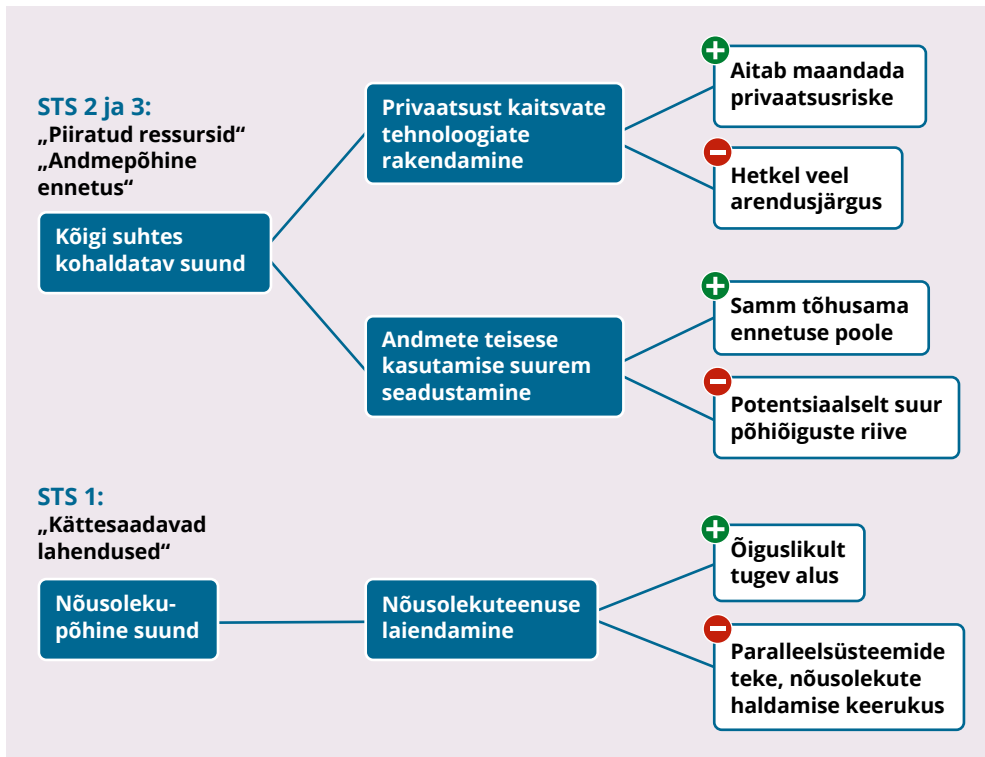 STS 2 ja 3:
„Piiratud ressursid“
„Andmepõhine
ennetus“
Kõigi suhtes
kohaldatav suund
Privaatsust kaitsvate
tehnoloogiate
rakendamine
Aitab maandada
privaatsusriske
Hetkel veel
arendusjärgus
Andmete teisese
kasutamise suurem
seadustamine
Samm tõhusama
ennetuse poole
Potentsiaalselt suur
põhiõiguste riive
STS 1:
„Kättesaadavad
lahendused“
Nõusoleku-
põhine suund
Nõusolekuteenuse
laiendamine
Õiguslikult
tugev alus
Paralleelsüsteemide
teke, nõusolekute
haldamise keerukus